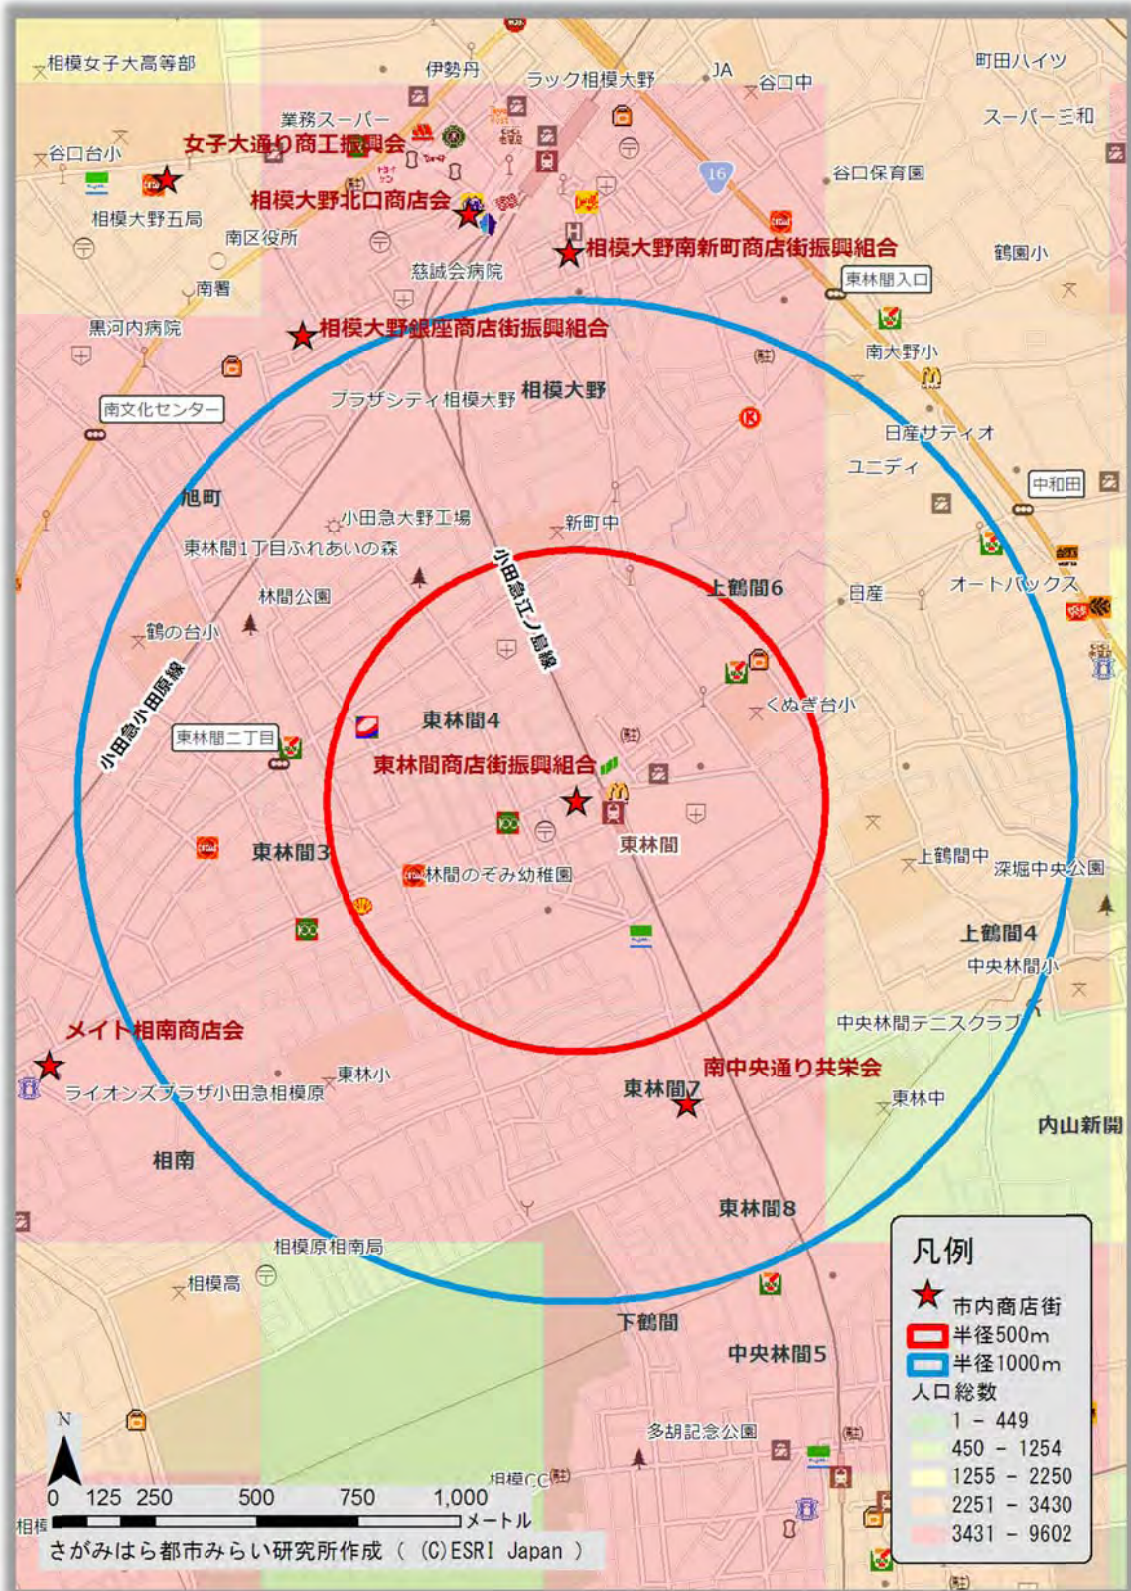 相模女子大高等部
伊勢丹
ラック相模大野
JA
谷口中
町田ハイツ
スーパー三和
業務スーパー
女子大通り商工振興会
谷口台小
16
谷口保育園
相模大野五局
相模大野北口商店会
南区役所
相模大野南新町商店街振興組合
鶴園小
慈誠会病院
東林間入口
南署
黒河内病院
相模大野銀座商店街振興組合
南大野小
相模大野
プラザシティ相模大野
南文化センター
日産サティオ
ユニディ
中和田
旭町
小田急大野工場
新町中
東林間1丁目ふれあいの森
小田急江ノ島線
オートバックス
林間公園
上鶴間6
日産
鶴の台小
小田急小田原線
くぬぎ台小
東林間4
東林間二丁目
東林間商店街振興組合
東林間
東林間3
上鶴間中
深堀中央公園
林間のぞみ幼稚園
上鶴間4
中央林間小
中央林間テニスクラブ
メイト相南商店会
南中央通り共栄会
東林小
東林間7
ライオンズプラザ小田急相模原
東林中
内山新開
相南
東林間8
相模原相南局
相模高
下鶴間
中央林間5
多胡記念公園
相模CC
凡例
市内商店街
半径500m
半径1000m
人口総数
1 - 449
450 - 1254
1255 - 2250
2251 - 3430
3431 - 9602
N
0 125 250 500 750 1,000
メートル
さがみはら都市みらい研究所作成 ( (C)ESRI Japan )